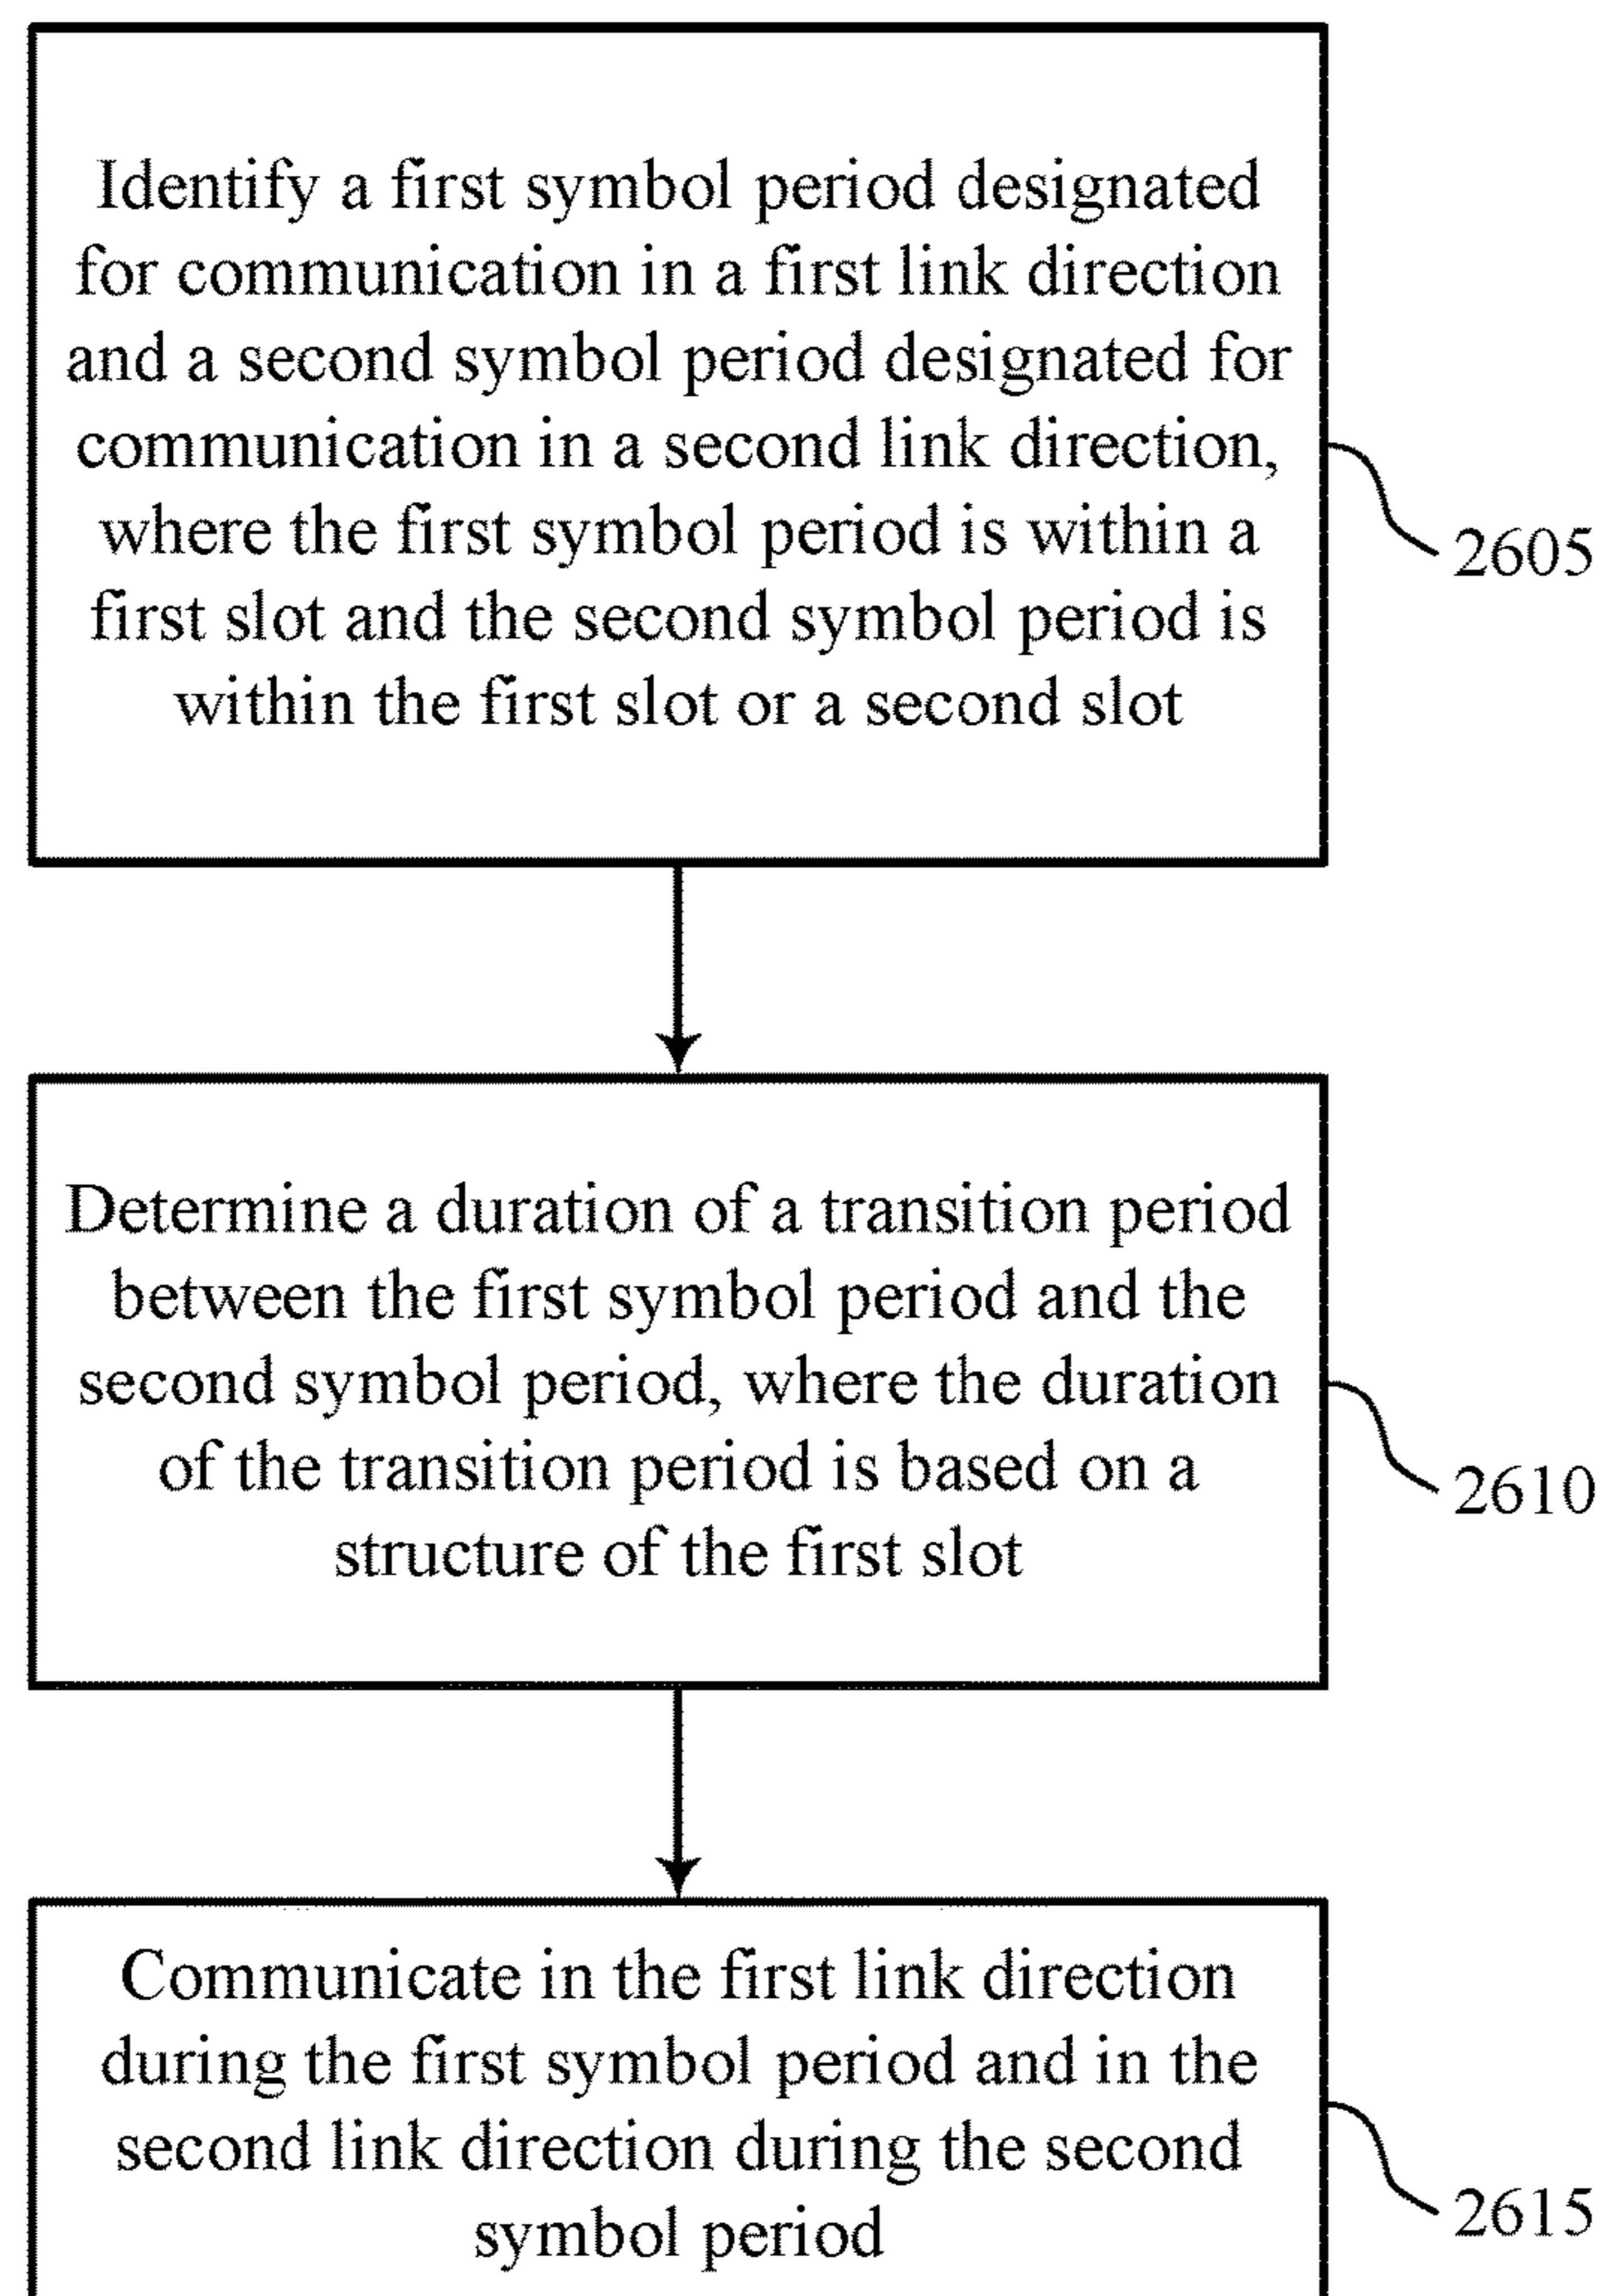 Identify a first symbol period designated
for communication in a first link direction
and a second symbol period designated for
communication in a second link direction,
where the first symbol period is within a
first slot and the second symbol period is
within the first slot or a second slot
2605
Determine a duration of a transition period
between the first symbol period and the
second symbol period, where the duration
of the transition period is based on a
structure of the first slot
2610
Communicate in the first link direction
during the first symbol period and in the
second link direction during the second
symbol period
2615